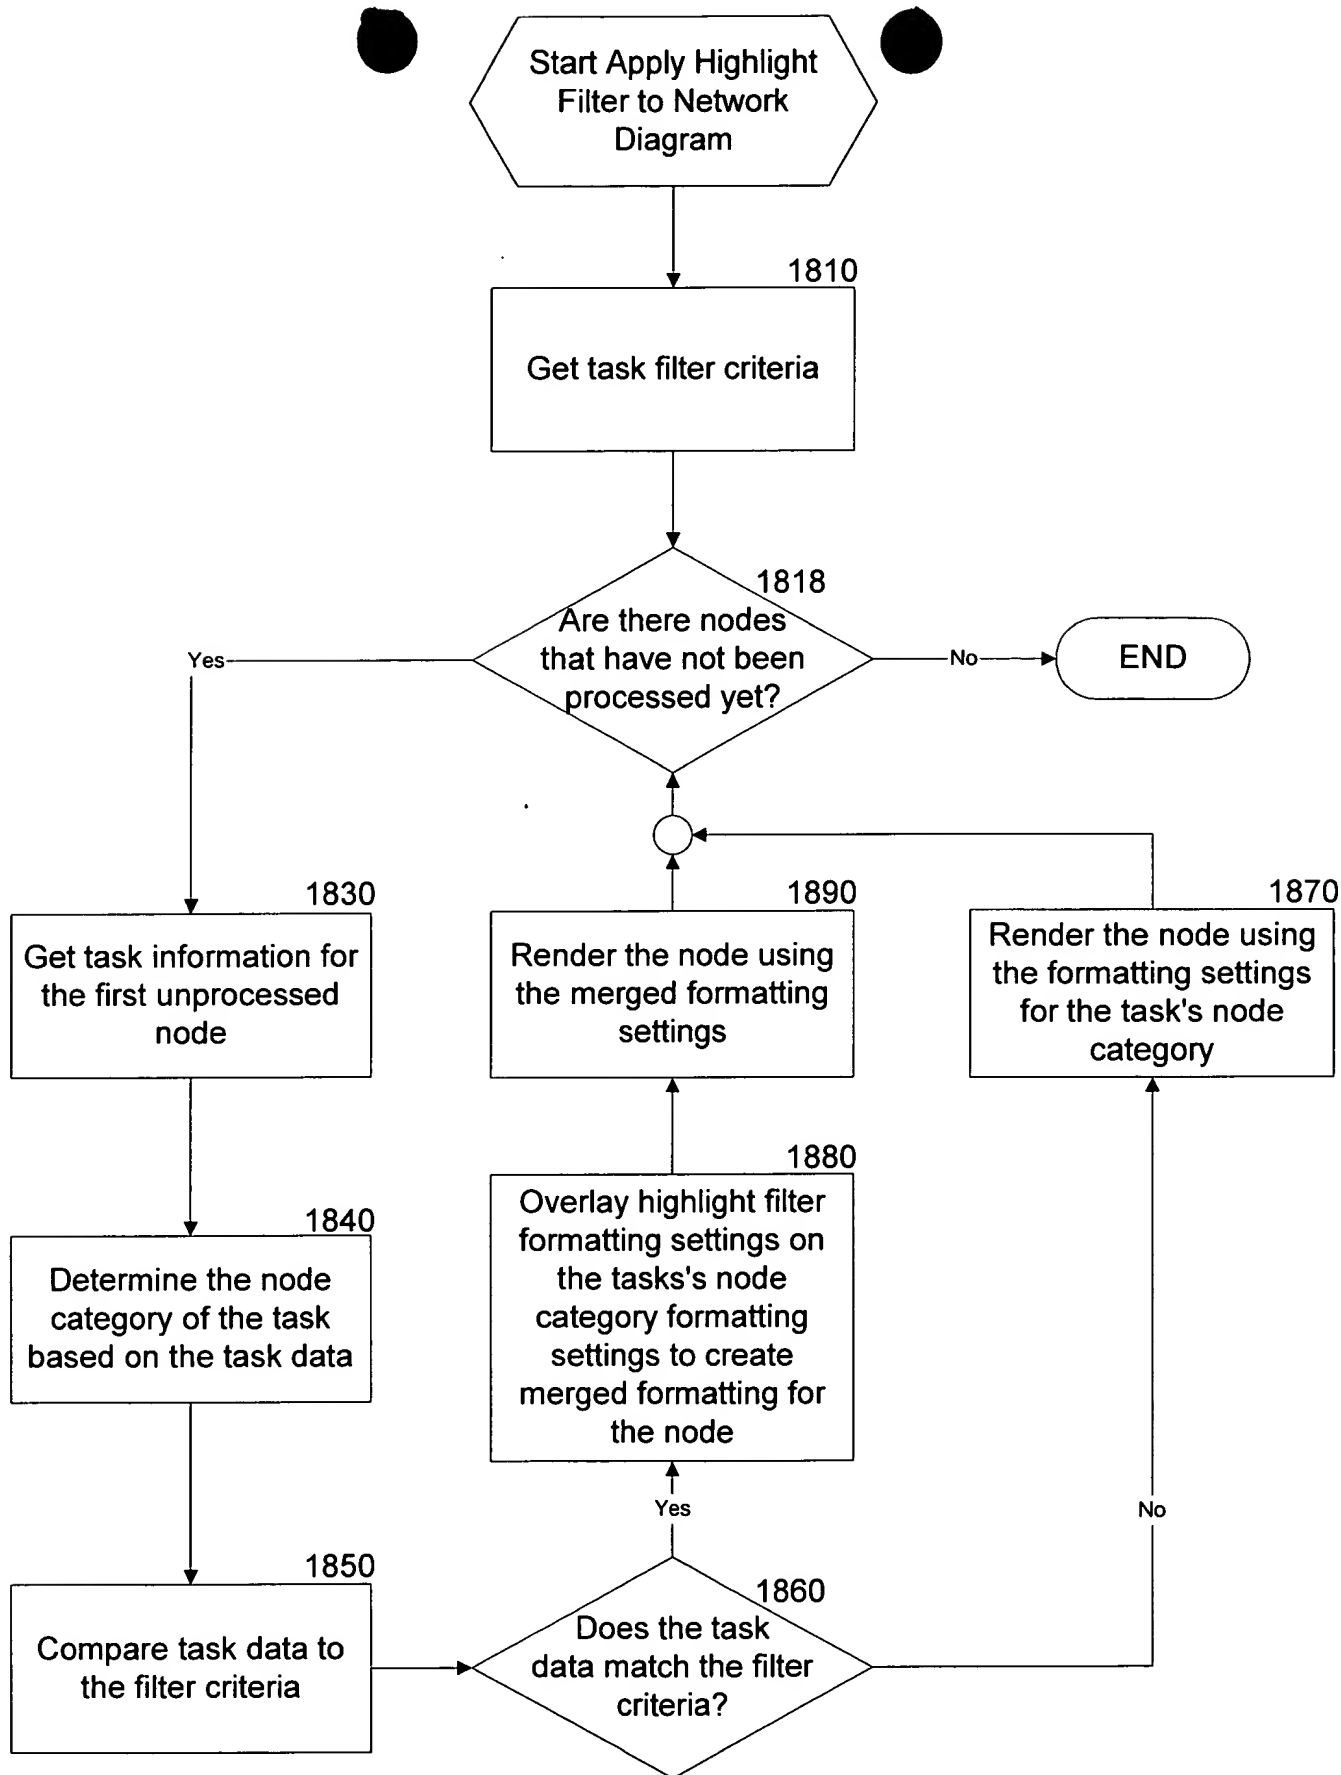 Start Apply Highlight
Filter to Network
Diagram
1810
Get task filter criteria
1818
Are there nodes
that have not been
processed yet?
Yes
No
END
1830
Get task information for
the first unprocessed
node
1890
Render the node using
the merged formatting
settings
1870
Render the node using
the formatting settings
for the task's node
category
1840
Determine the node
category of the task
based on the task data
1880
Overlay highlight filter
formatting settings on
the tasks's node
category formatting
settings to create
merged formatting for
the node
Yes
No
1850
Compare task data to
the filter criteria
1860
Does the task
data match the filter
criteria?